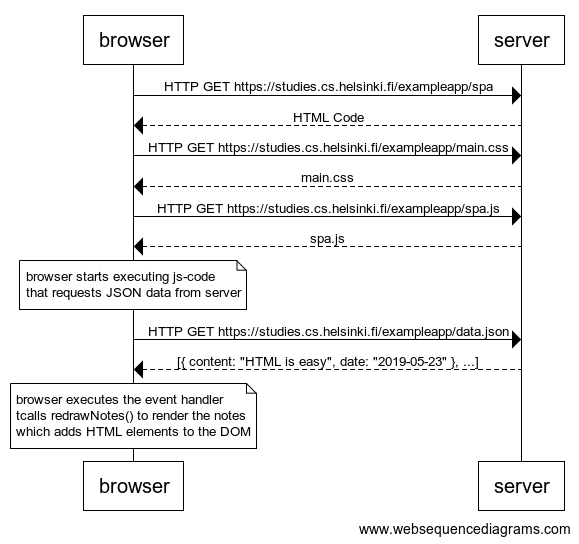 browser
server
HTTP GET https://studies.cs.helsinki.fi/exampleapp/spa
HTML Code
HTTP GET https://studies.cs.helsinki.fi/exampleapp/main.css
main.css
HTTP GET https://studies.cs.helsinki.fi/exampleapp/spa.js
spa.js
browser starts executing js-code
that requests JSON data from server
HTTP GET https://studies.cs.helsinki.fi/exampleapp/data.json
[{ content: "HTML is easy", date: "2019-05-23" }, ...]
browser executes the event handler
tcalls redrawNotes() to render the notes
which adds HTML elements to the DOM
browser
server
www.websequencediagrams.com